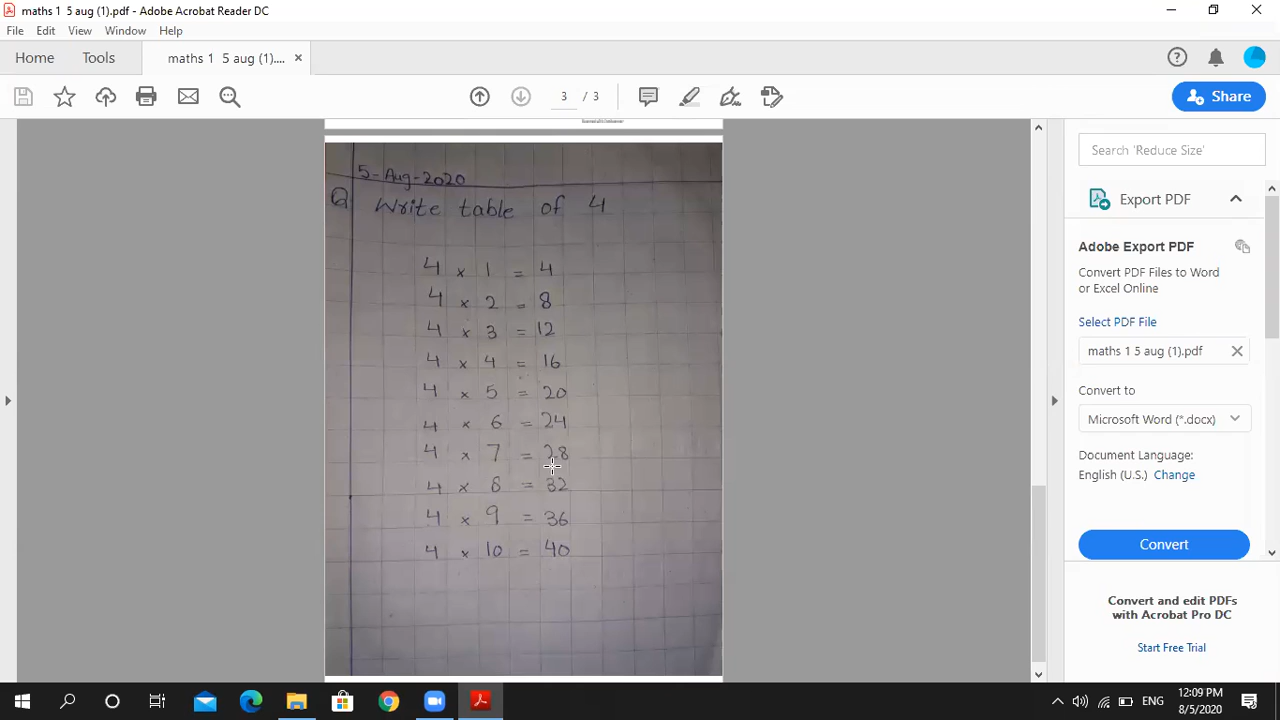 maths 1 5 aug (1).pdf - Adobe Acrobat Reader DC
File Edit View Window Help
Home Tools maths 1 5 aug (1).... ×
3 / 3 Share
5-Aug-2020
Q Write table of 4
4 × 1 = 4
4 × 2 = 8
4 × 3 = 12
4 × 4 = 16
4 × 5 = 20
4 × 6 = 24
4 × 7 = 28
4 × 8 = 32
4 × 9 = 36
4 × 10 = 40
Search 'Reduce Size'
Export PDF
Adobe Export PDF
Convert PDF Files to Word
or Excel Online
Select PDF File
maths 1 5 aug (1).pdf
Convert to
Microsoft Word (*.docx)
Document Language:
English (U.S.) Change
Convert
Convert and edit PDFs
with Acrobat Pro DC
Start Free Trial
ENG
12:09 PM
8/5/2020